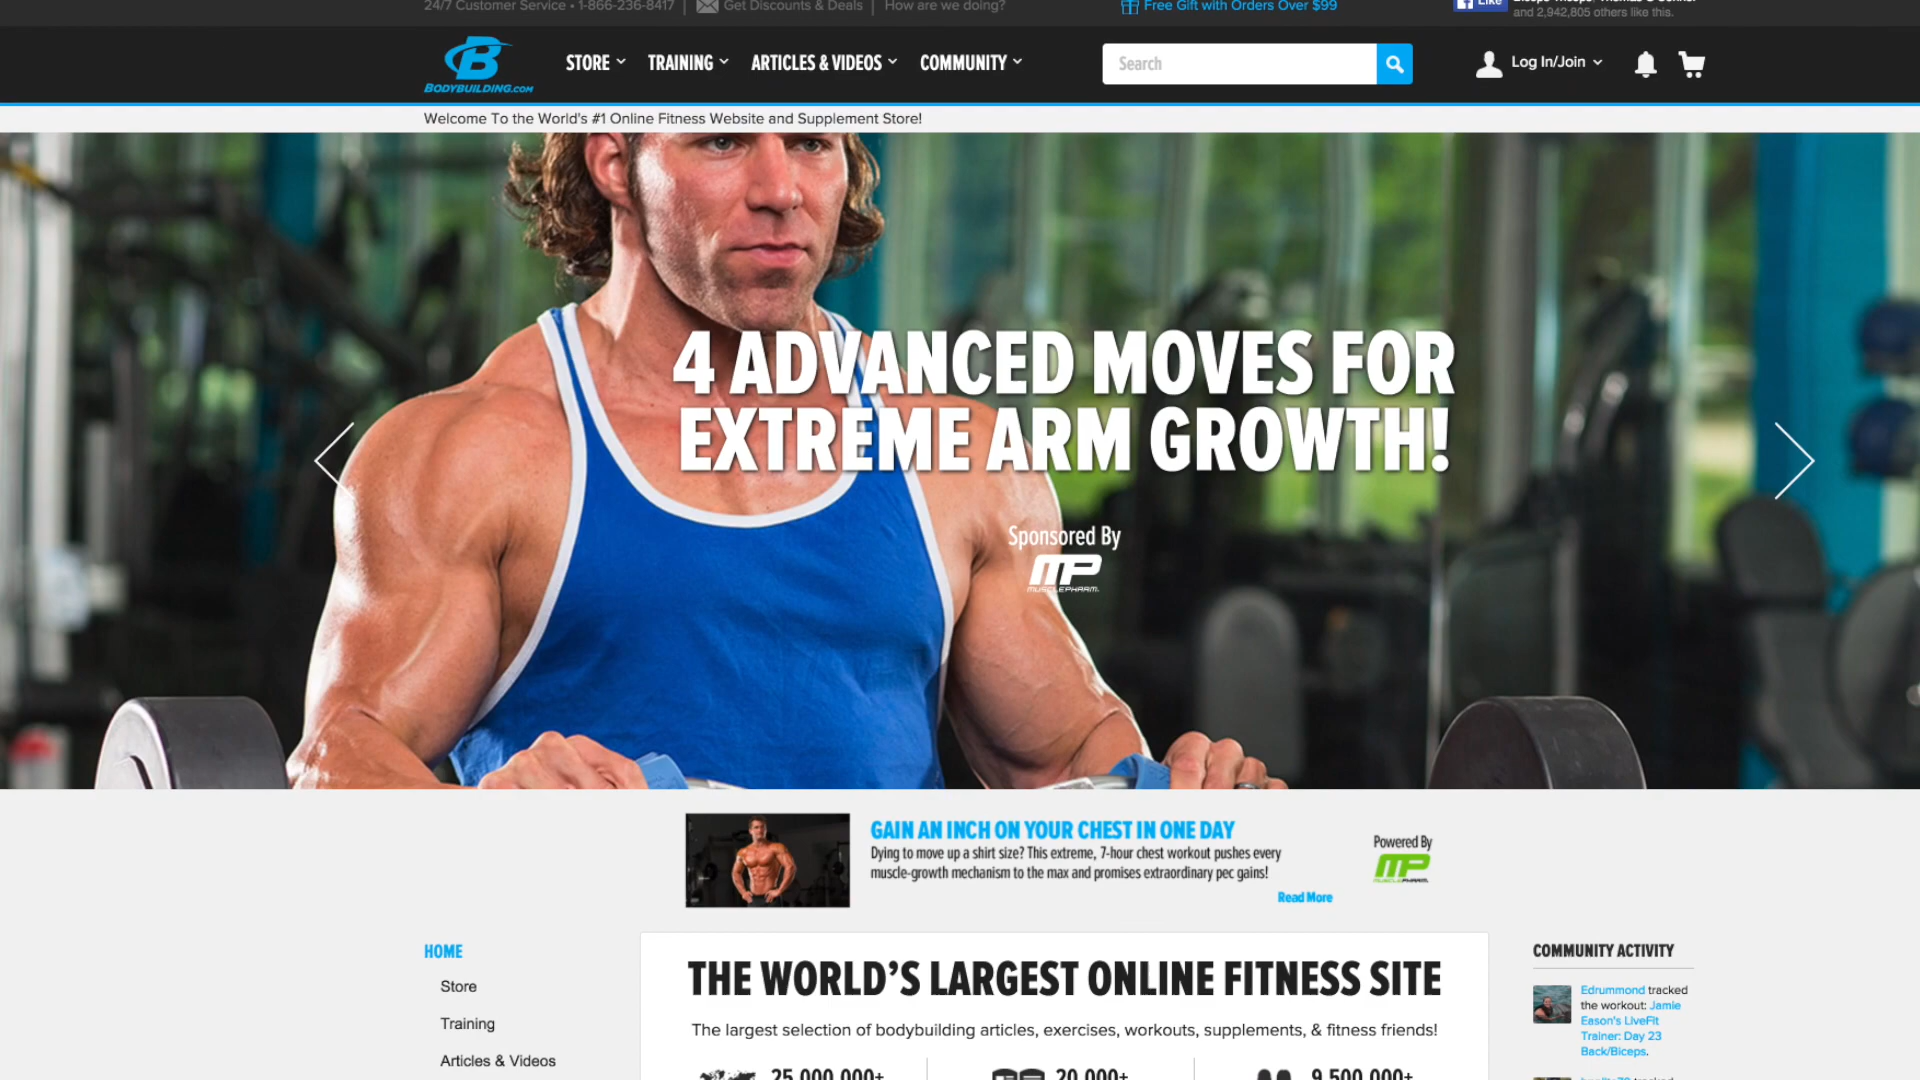 24/7 Customer Service • 1-866-236-8417 | Get Discounts & Deals | How are we doing?
Free Gift with Orders Over $99
Like
and 2,942,805 others like this.
B
BODYBUILDING.COM
STORE
TRAINING
ARTICLES & VIDEOS
COMMUNITY
Search
Log In/Join
Welcome To the World's #1 Online Fitness Website and Supplement Store!
4 ADVANCED MOVES FOR
EXTREME ARM GROWTH!
Sponsored By
MP
MUSCLEPHARM
GAIN AN INCH ON YOUR CHEST IN ONE DAY
Dying to move up a shirt size? This extreme, 7-hour chest workout pushes every
muscle-growth mechanism to the max and promises extraordinary pec gains!
Read More
Powered By
MP
MUSCLEPHARM
HOME
Store
Training
Articles & Videos
THE WORLD'S LARGEST ONLINE FITNESS SITE
The largest selection of bodybuilding articles, exercises, workouts, supplements, & fitness friends!
25,000,000+
20,000+
9,500,000+
COMMUNITY ACTIVITY
Edrummond tracked
the workout: Jamie
Eason's LiveFit
Trainer: Day 23
Back/Biceps.